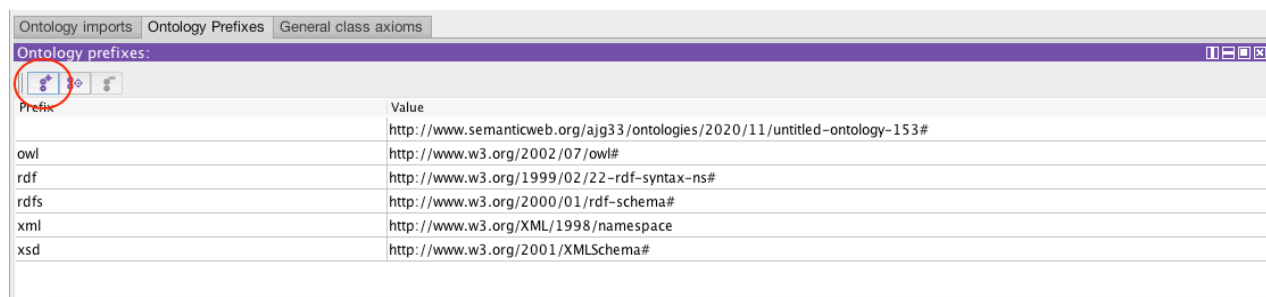 Ontology imports Ontology Prefixes General class axioms
Ontology prefixes:
Prefix Value
http://www.semanticweb.org/ajg33/ontologies/2020/11/untitled-ontology-153#
owl http://www.w3.org/2002/07/owl#
rdf http://www.w3.org/1999/02/22-rdf-syntax-ns#
rdfs http://www.w3.org/2000/01/rdf-schema#
xml http://www.w3.org/XML/1998/namespace
xsd http://www.w3.org/2001/XMLSchema#